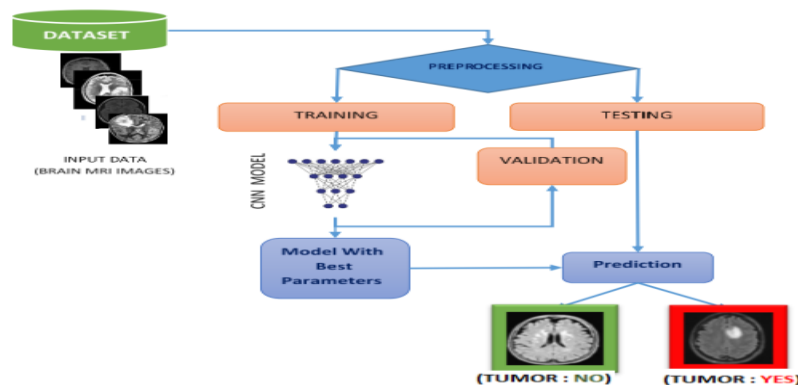 DATASET
PREPROCESSING
TRAINING
TESTING
INPUT DATA
(BRAIN MRI IMAGES)
CNN MODEL
VALIDATION
Model With
Best
Parameters
Prediction
(TUMOR : NO)
(TUMOR : YES)